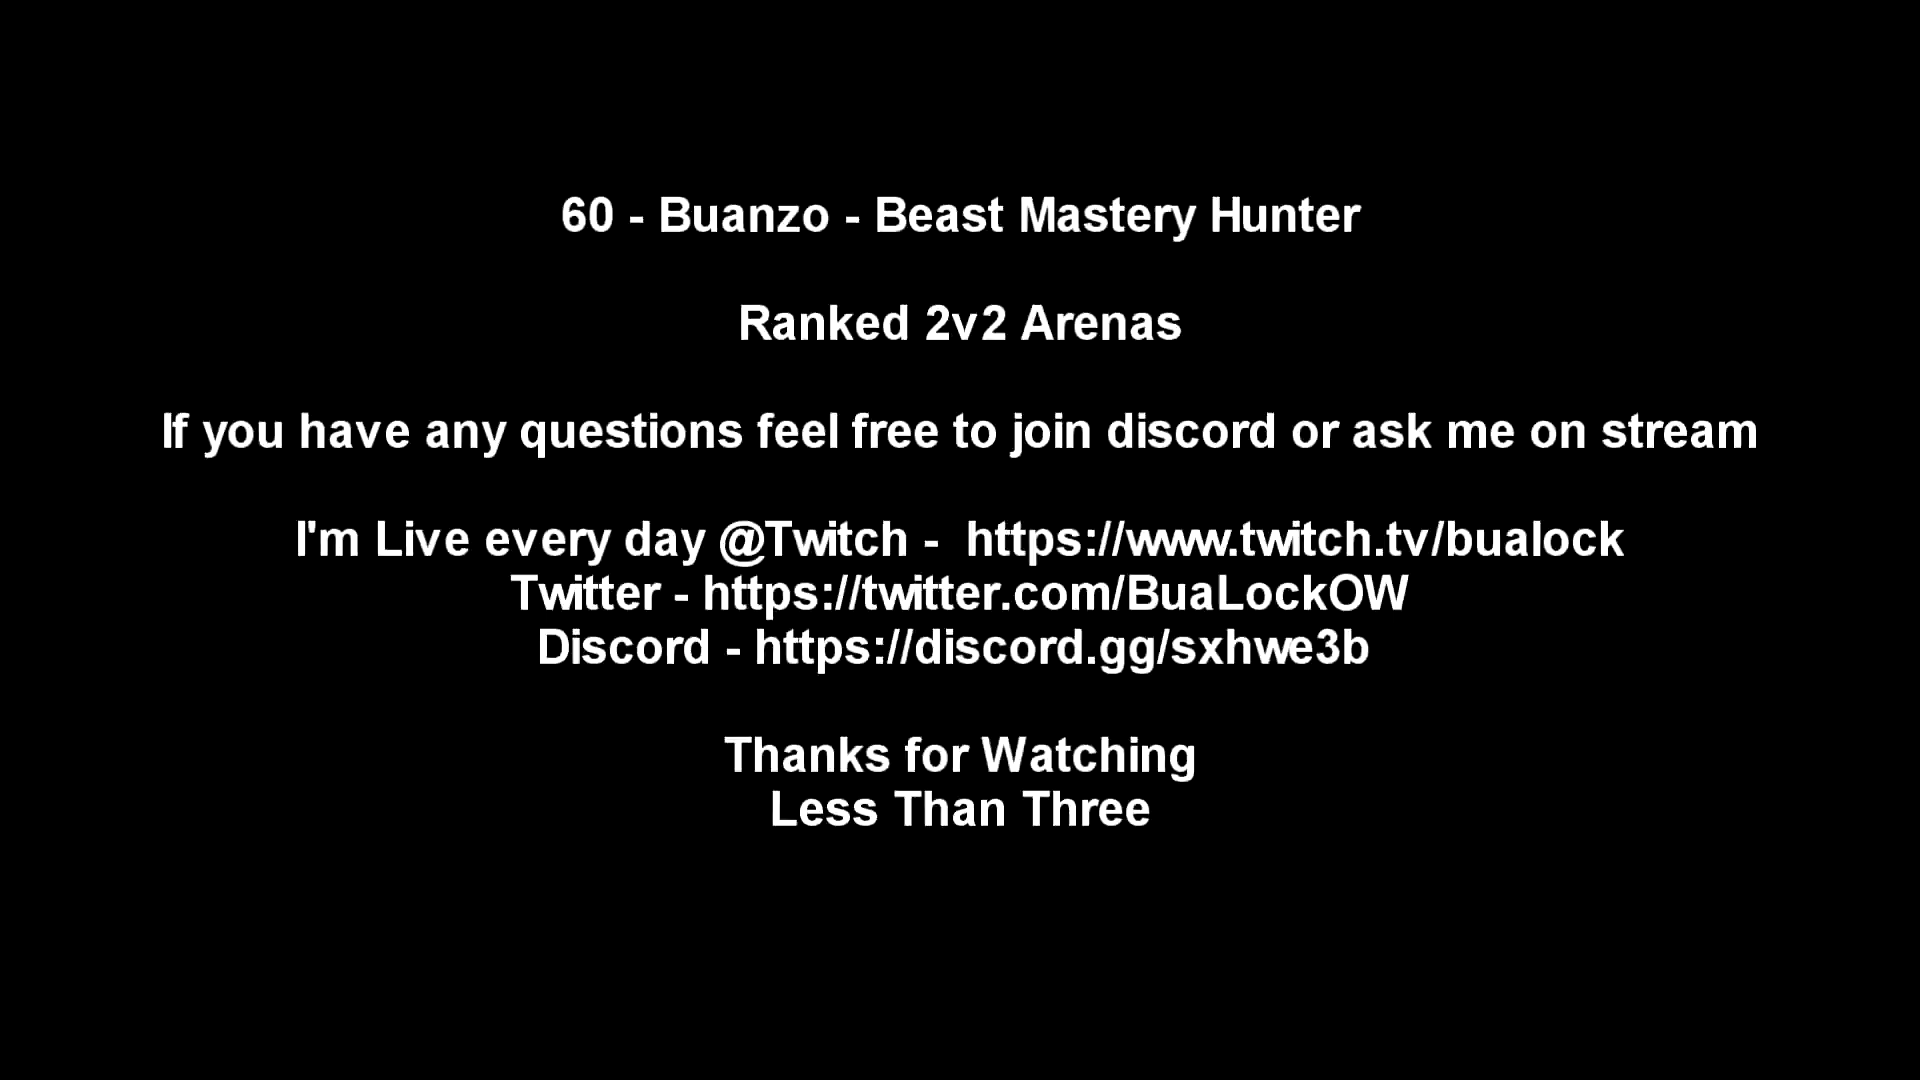 60 - Buanzo - Beast Mastery Hunter
Ranked 2v2 Arenas
If you have any questions feel free to join discord or ask me on stream
I'm Live every day @Twitch -  https://www.twitch.tv/bualock
Twitter - https://twitter.com/BuaLockOW
Discord - https://discord.gg/sxhwe3b
Thanks for Watching
Less Than Three